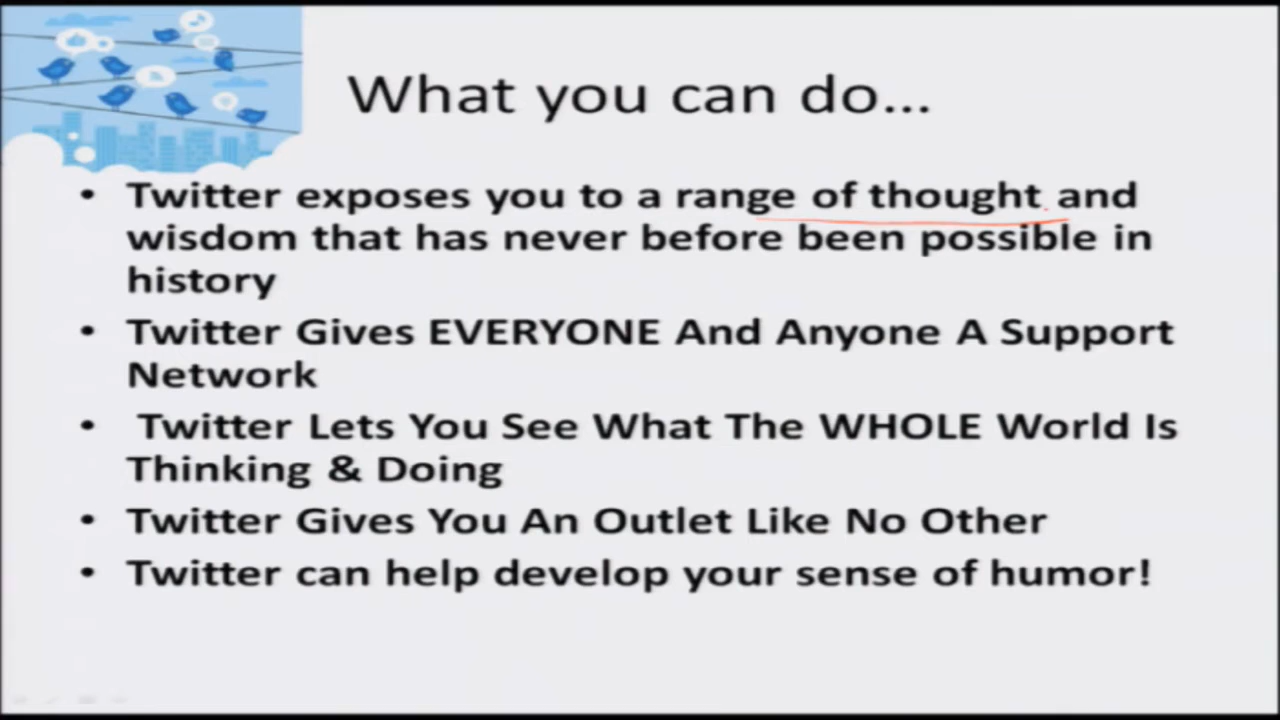 What you can do...
• Twitter exposes you to a range of thought and
wisdom that has never before been possible in
history
• Twitter Gives EVERYONE And Anyone A Support
Network
• Twitter Lets You See What The WHOLE World Is
Thinking & Doing
• Twitter Gives You An Outlet Like No Other
• Twitter can help develop your sense of humor!